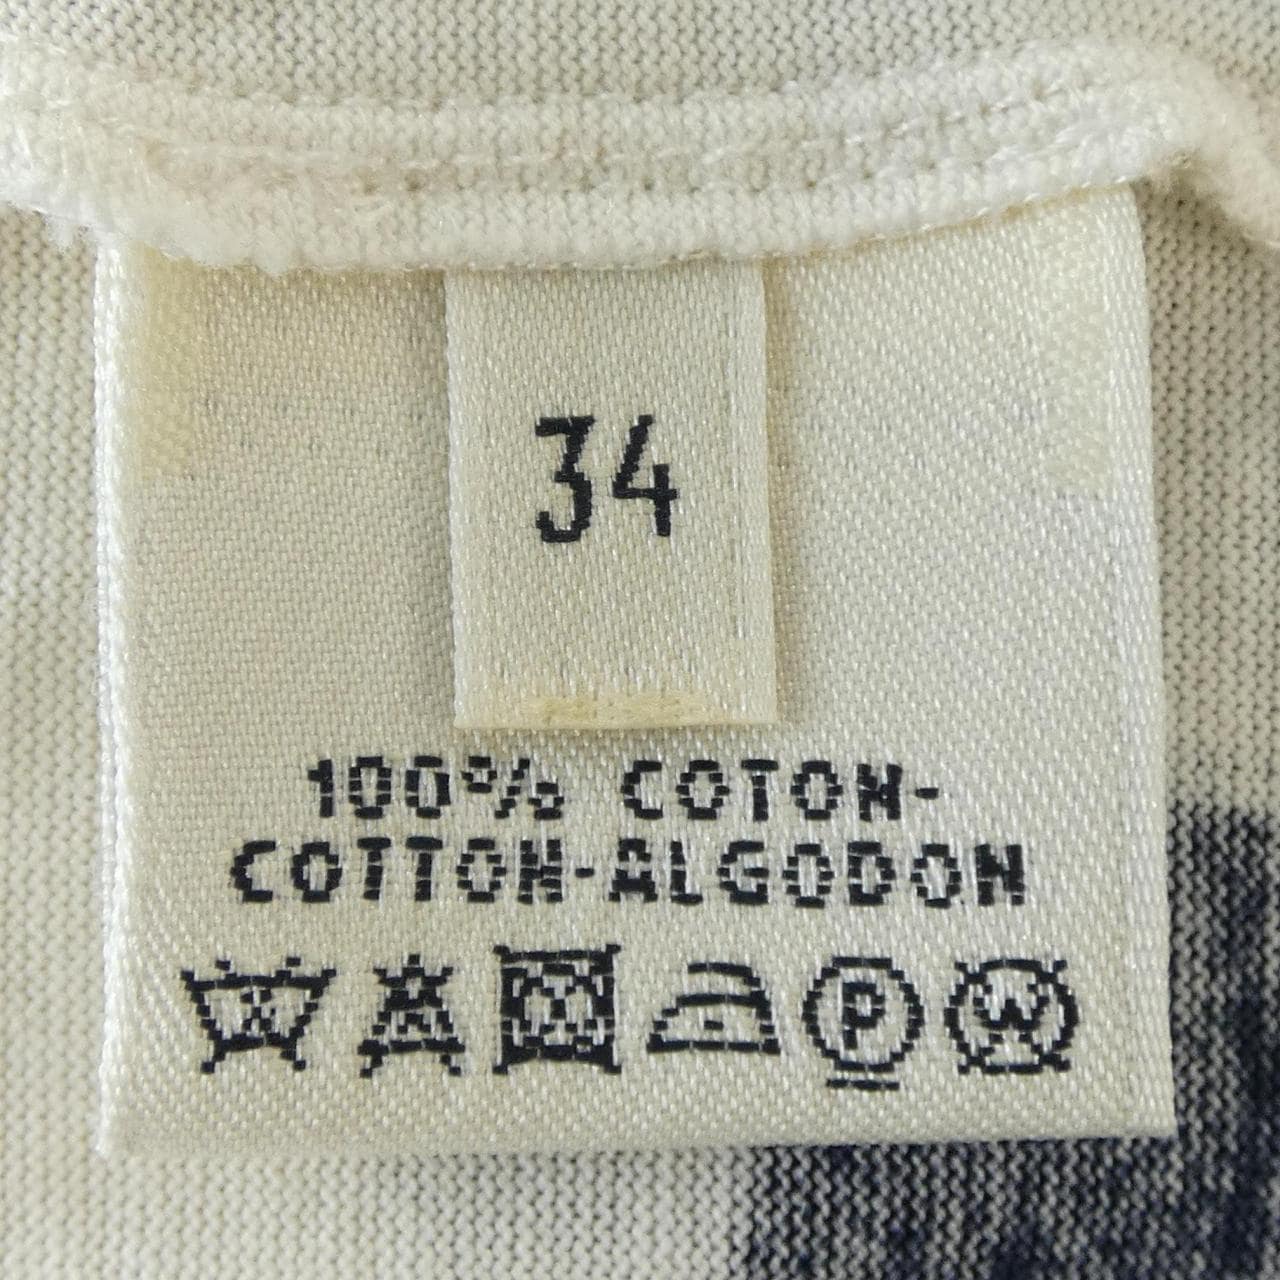 34
100% COTON-
COTTON-ALGODON
P W